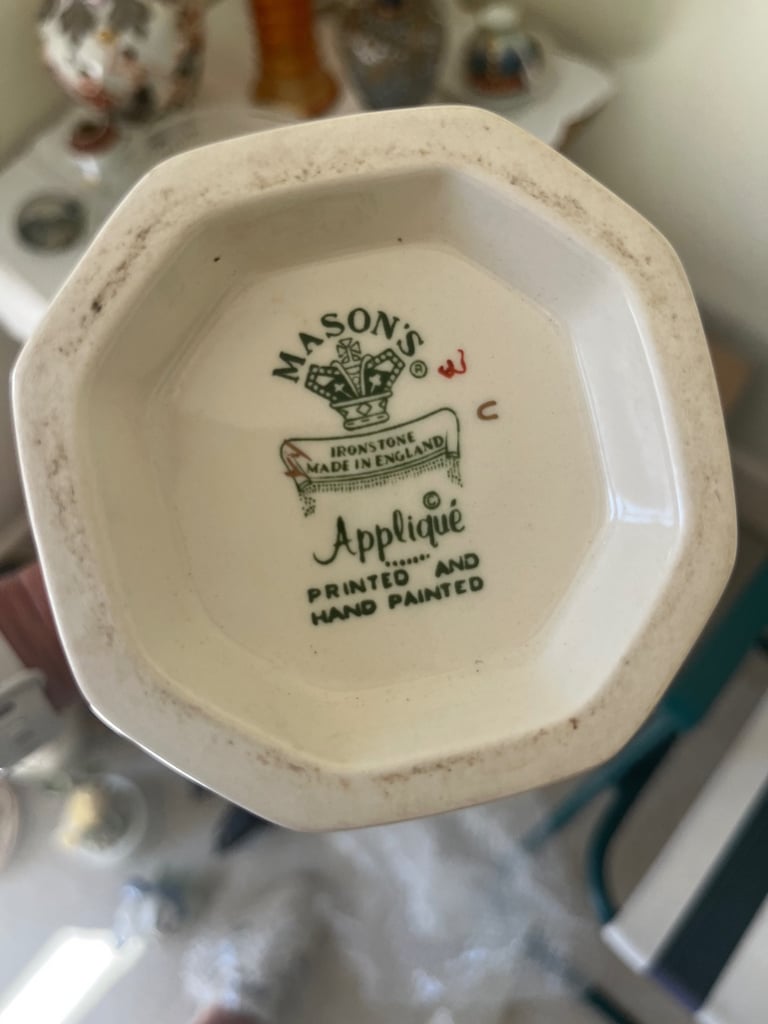 MASON'S
®
C
IRONSTONE
MADE IN ENGLAND
©
Appliqué
PRINTED AND
HAND PAINTED